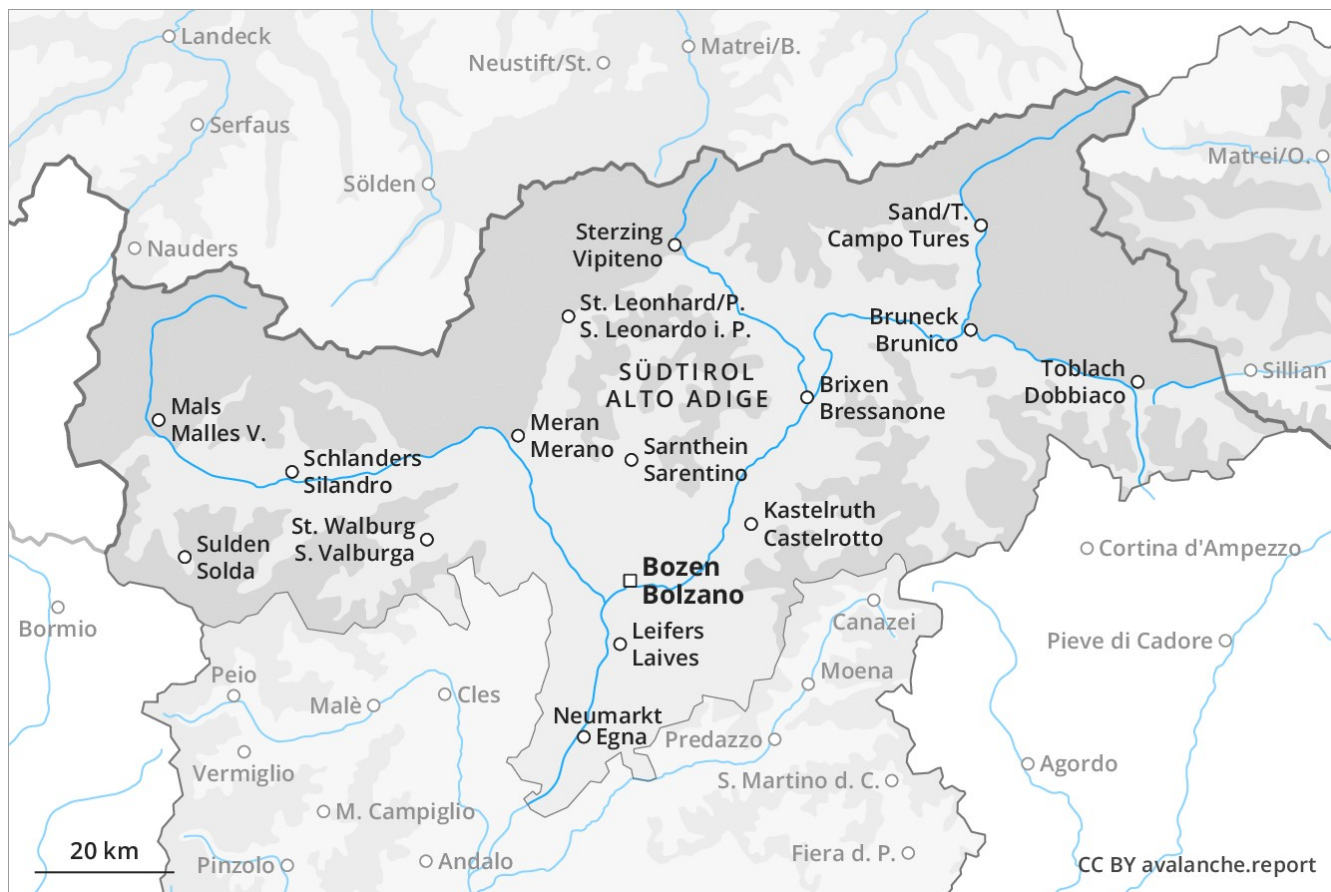 Landeck
Neustift/St.
Matrei/B.
Serfaus
Matrei/O.
Sölden
Nauders
Sterzing
Vipiteno
Sand/T.
Campo Tures
St. Leonhard/P.
S. Leonardo i. P.
Bruneck
Brunico
SÜDTIROL
ALTO ADIGE
Toblach
Dobbiaco
Sillian
Brixen
Bressanone
Mals
Malles V.
Meran
Merano
Sarnthein
Sarentino
Schlanders
Silandro
St. Walburg
S. Valburga
Kastelruth
Castelrotto
Sulden
Solda
Cortina d'Ampezzo
Bozen
Bolzano
Bormio
Canazei
Leifers
Laives
Pieve di Cadore
Peio
Moena
Malè
Cles
Neumarkt
Egna
Predazzo
Vermiglio
Agordo
S. Martino d. C.
M. Campiglio
20 km
Pinzolo
Andalo
Fiera d. P.
CC BY avalanche.report